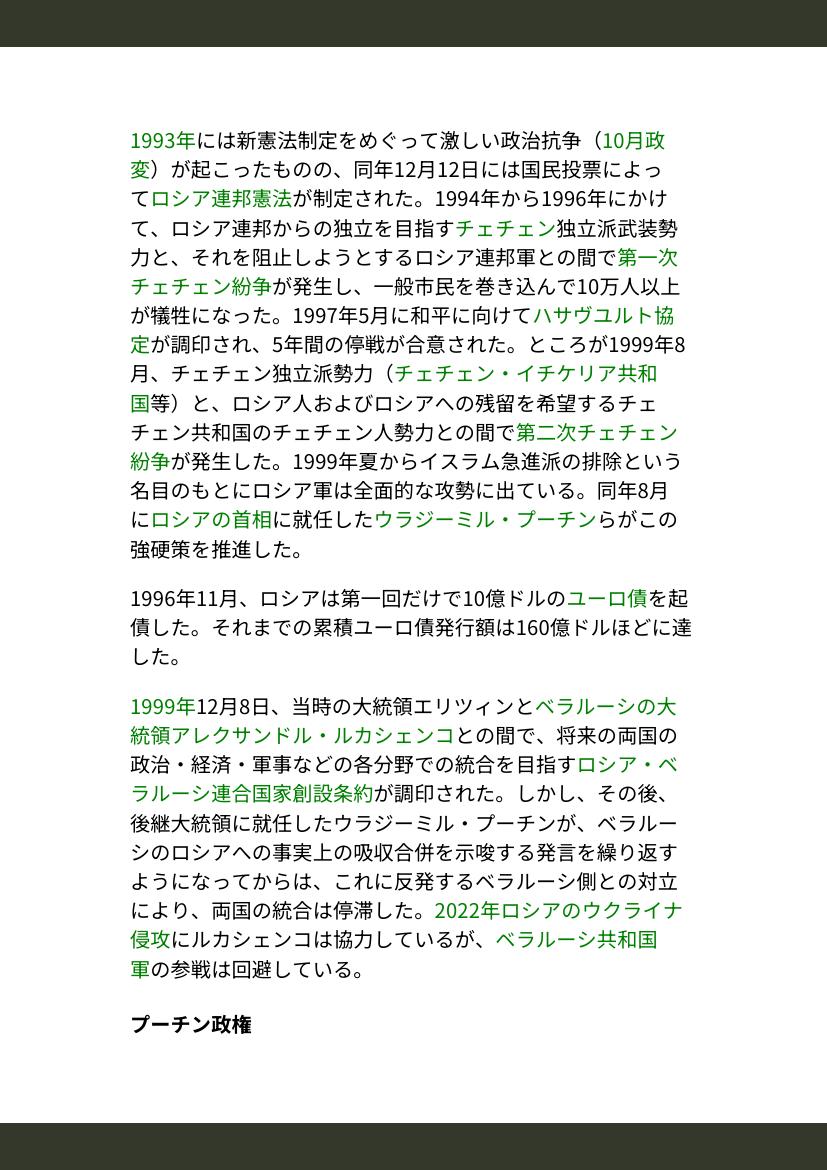 1993年には新憲法制定をめぐって激しい政治抗争（10月政
変）が起こったものの、同年12月12日には国民投票によっ
てロシア連邦憲法が制定された。1994年から1996年にかけ
て、ロシア連邦からの独立を目指すチェチェン独立派武装勢
力と、それを阻止しようとするロシア連邦軍との間で第一次
チェチェン紛争が発生し、一般市民を巻き込んで10万人以上
が犠牲になった。1997年5月に和平に向けてハサヴユルト協
定が調印され、5年間の停戦が合意された。ところが1999年8
月、チェチェン独立派勢力（チェチェン・イチケリア共和
国等）と、ロシア人およびロシアへの残留を希望するチェ
チェン共和国のチェチェン人勢力との間で第二次チェチェン
紛争が発生した。1999年夏からイスラム急進派の排除という
名目のもとにロシア軍は全面的な攻勢に出ている。同年8月
にロシアの首相に就任したウラジーミル・プーチンらがこの
強硬策を推進した。
1996年11月、ロシアは第一回だけで10億ドルのユーロ債を起
債した。それまでの累積ユーロ債発行額は160億ドルほどに達
した。
1999年12月8日、当時の大統領エリツィンとベラルーシの大
統領アレクサンドル・ルカシェンコとの間で、将来の両国の
政治・経済・軍事などの各分野での統合を目指すロシア・ベ
ラルーシ連合国家創設条約が調印された。しかし、その後、
後継大統領に就任したウラジーミル・プーチンが、ベラルー
シのロシアへの事実上の吸収合併を示唆する発言を繰り返す
ようになってからは、これに反発するベラルーシ側との対立
により、両国の統合は停滞した。2022年ロシアのウクライナ
侵攻にルカシェンコは協力しているが、ベラルーシ共和国
軍の参戦は回避している。
プーチン政権